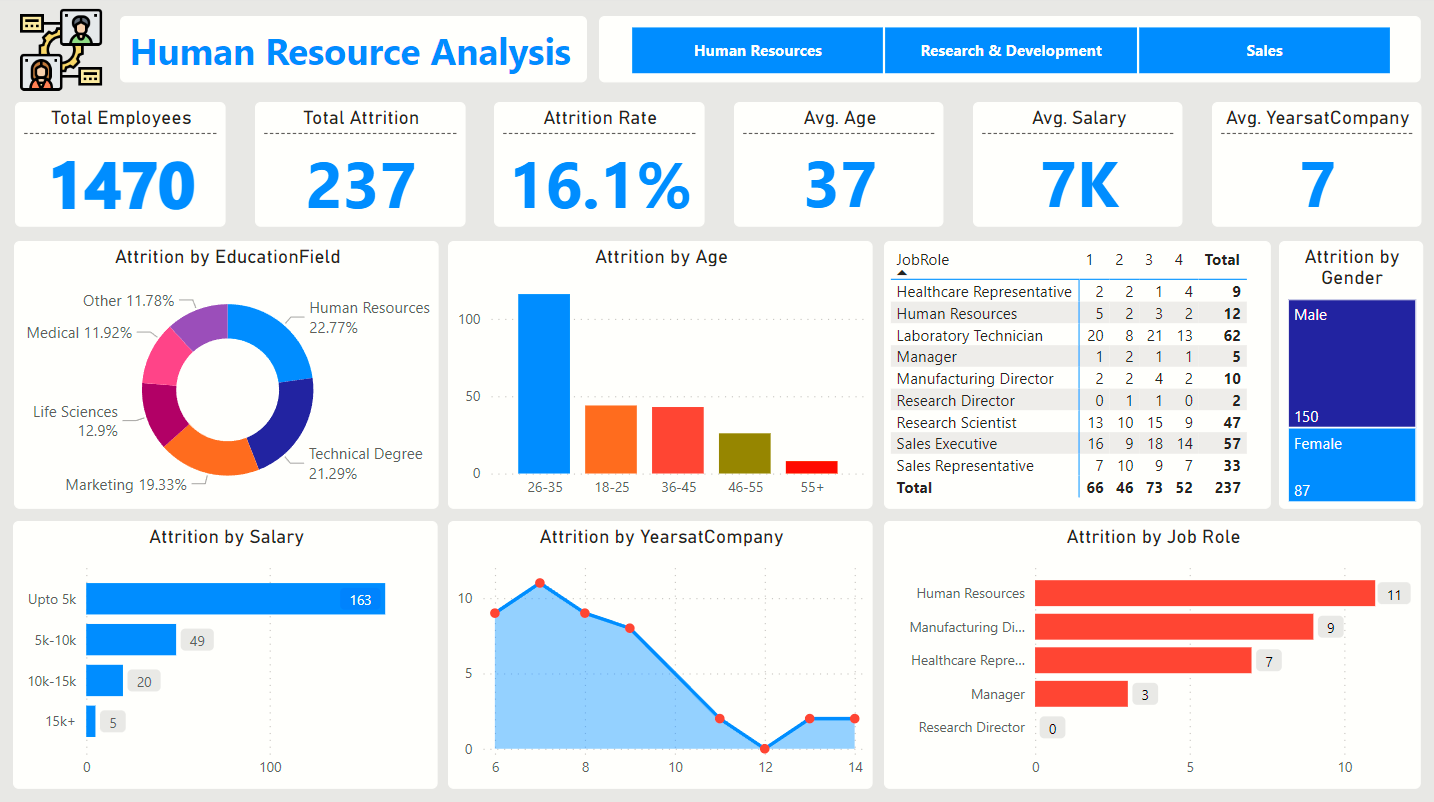 Human Resource Analysis
Human Resources
Research & Development
Sales
Total Employees
1470
Total Attrition
237
Attrition Rate
16.1%
Avg. Age
37
Avg. Salary
7K
Avg. YearsatCompany
7
Attrition by EducationField
Other 11.78%
Medical 11.92%
Life Sciences
12.9%
Marketing 19.33%
Human Resources
22.77%
Technical Degree
21.29%
Attrition by Age
100
50
0
26-35 18-25 36-45 46-55 55+
JobRole 1 2 3 4 Total
Healthcare Representative 2 2 1 4 9
Human Resources 5 2 3 2 12
Laboratory Technician 20 8 21 13 62
Manager 1 2 1 1 5
Manufacturing Director 2 2 4 2 10
Research Director 0 1 1 0 2
Research Scientist 13 10 15 9 47
Sales Executive 16 9 18 14 57
Sales Representative 7 10 9 7 33
Total 66 46 73 52 237
Attrition by
Gender
Male
150
Female
87
Attrition by Salary
Upto 5k 163
5k-10k 49
10k-15k 20
15k+ 5
0 100
Attrition by YearsatCompany
10
5
0
6 8 10 12 14
Attrition by Job Role
Human Resources 11
Manufacturing Di... 9
Healthcare Repre... 7
Manager 3
Research Director 0
0 5 10